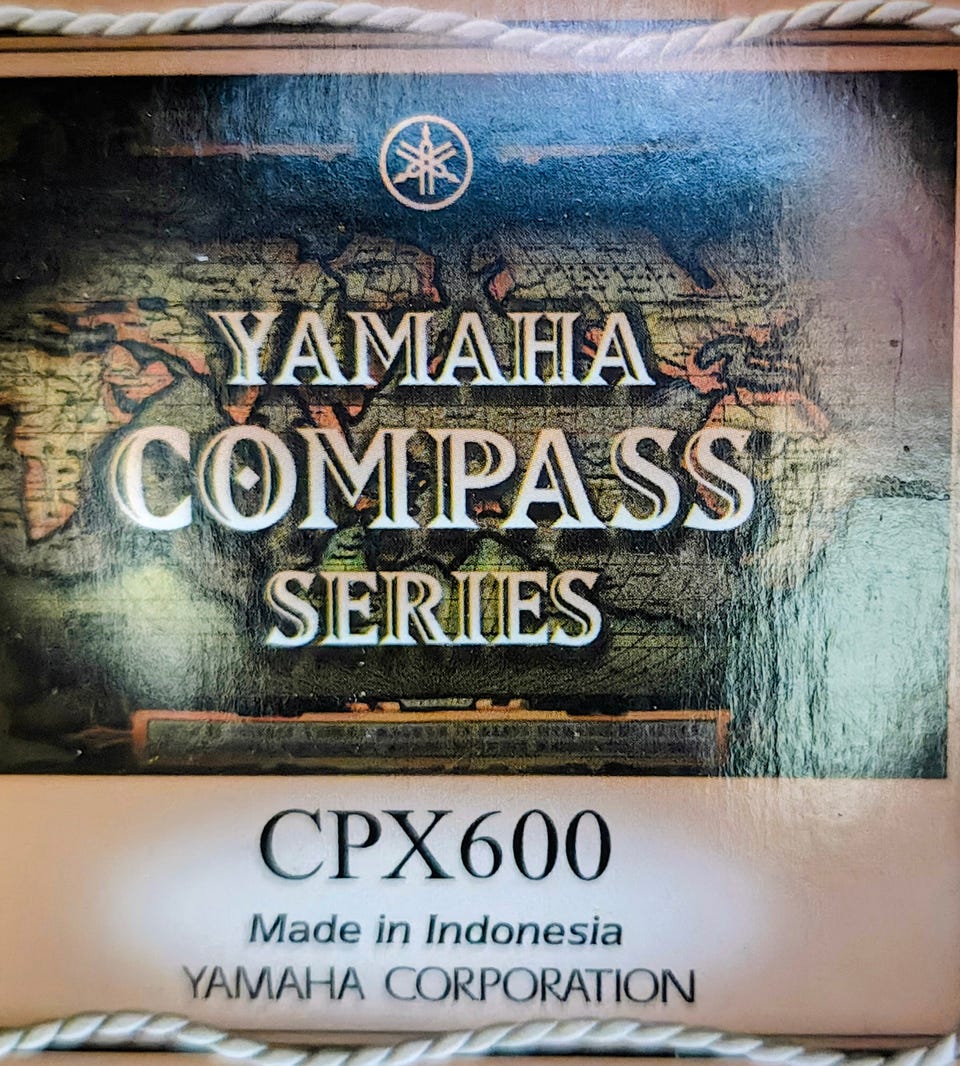 YAMAHA
COMPASS
SERIES
CPX600
Made in Indonesia
YAMAHA CORPORATION